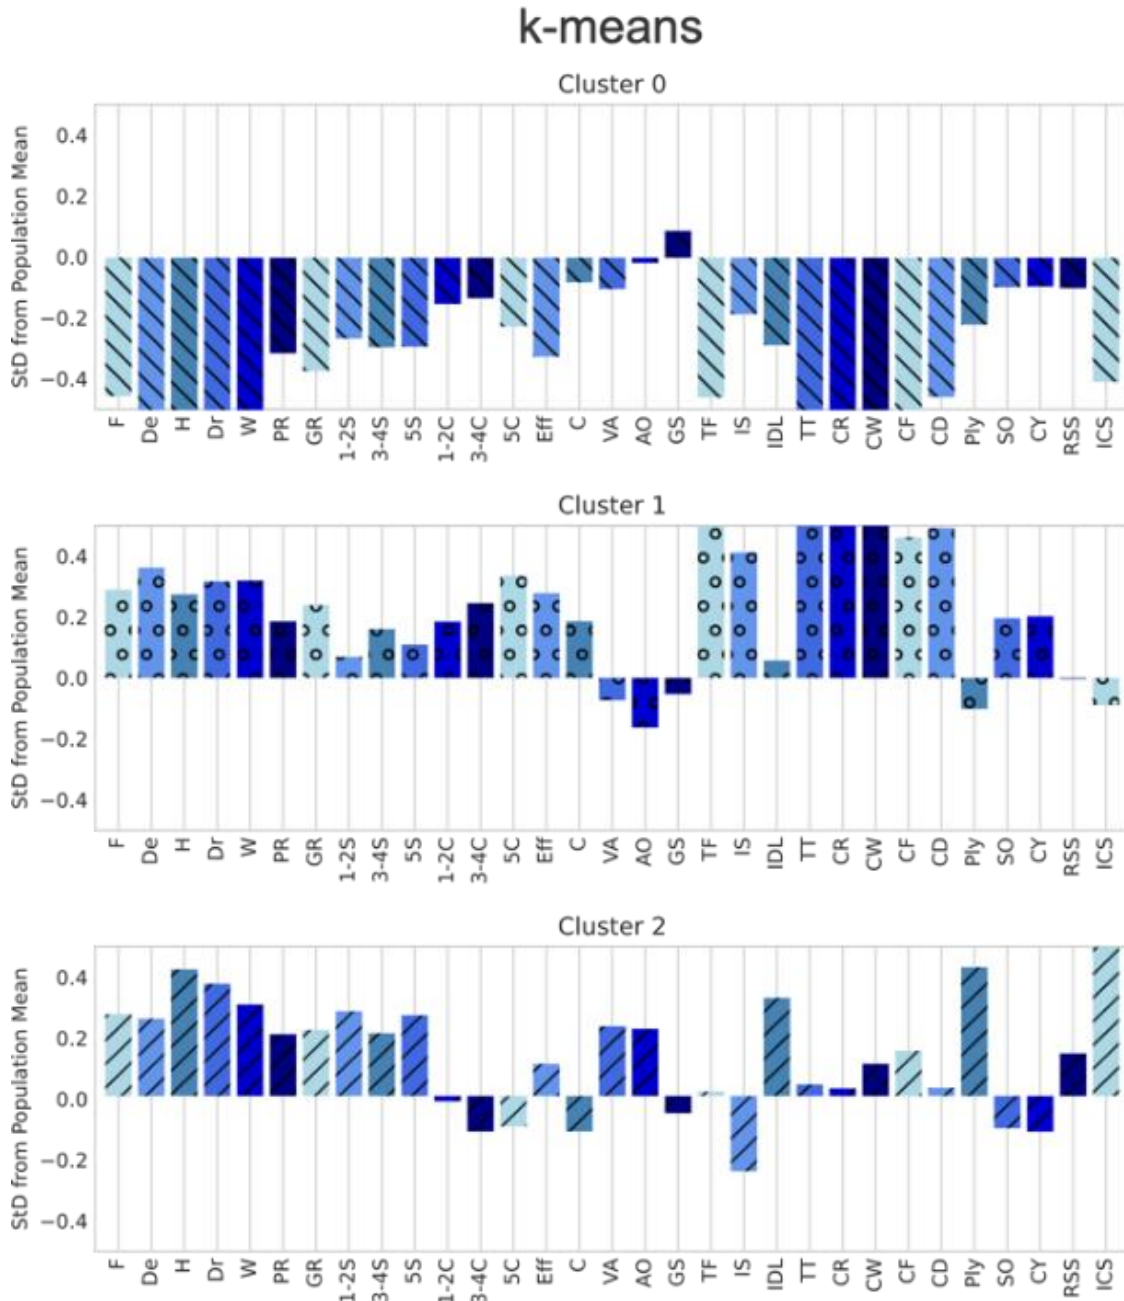 k-means
Cluster 0
StD from Population Mean
0.4
0.2
0.0
−0.2
−0.4
F De H Dr W PR GR 1-2S 3-4S 5S 1-2C 3-4C 5C Eff C VA AO GS TF IS IDL TT CR CW CF CD Ply SO CY RSS ICS
Cluster 1
StD from Population Mean
0.4
0.2
0.0
−0.2
−0.4
F De H Dr W PR GR 1-2S 3-4S 5S 1-2C 3-4C 5C Eff C VA AO GS TF IS IDL TT CR CW CF CD Ply SO CY RSS ICS
Cluster 2
StD from Population Mean
0.4
0.2
0.0
−0.2
−0.4
F De H Dr W PR GR 1-2S 3-4S 5S 1-2C 3-4C 5C Eff C VA AO GS TF IS IDL TT CR CW CF CD Ply SO CY RSS ICS